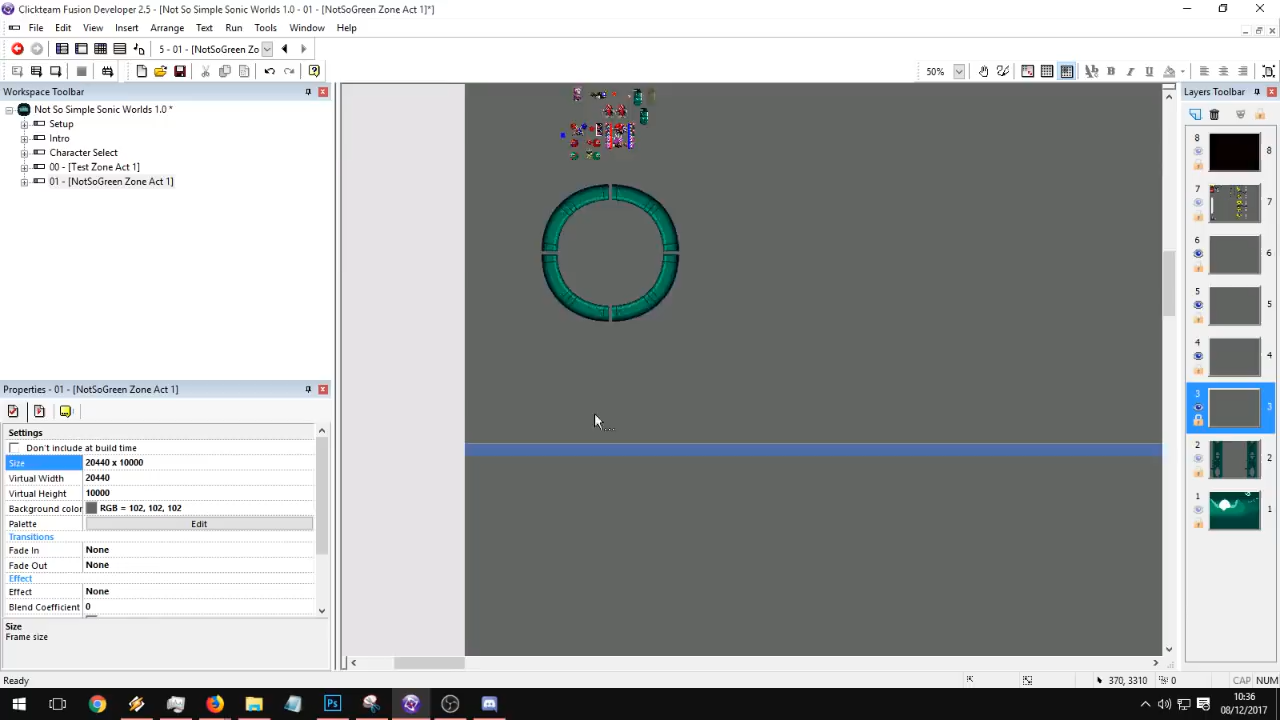 Clickteam Fusion Developer 2.5 - [Not So Simple Sonic Worlds 1.0 - 01 - [NotSoGreen Zone Act 1]*]
File Edit View Insert Arrange Text Run Tools Window Help
5 - 01 - [NotSoGreen Zo
50%
B I U
Workspace Toolbar
Layers Toolbar
Not So Simple Sonic Worlds 1.0 *
Setup
Intro
Character Select
00 - [Test Zone Act 1]
01 - [NotSoGreen Zone Act 1]
8 8
7 7
6 6
5 5
4 4
3 3
2 2
1 1
Properties - 01 - [NotSoGreen Zone Act 1]
Settings
Don't include at build time
Size 20440 x 10000
Virtual Width 20440
Virtual Height 10000
Background color RGB = 102, 102, 102
Palette Edit
Transitions
Fade In None
Fade Out None
Effect
Effect None
Blend Coefficient 0
Size
Frame size
Ready
370, 3310 0 CAP NUM
Ps
10:36
08/12/2017